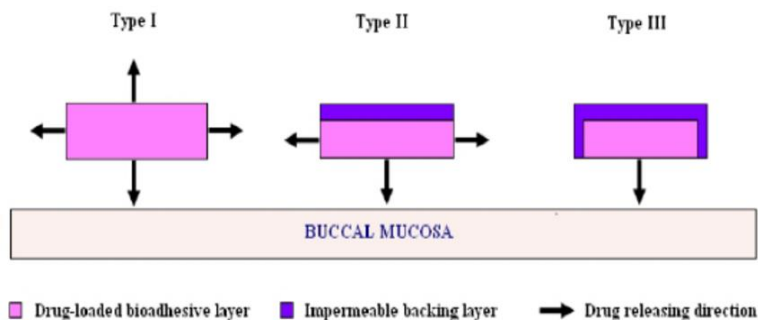 Type I Type II Type III
BUCCAL MUCOSA
Drug-loaded bioadhesive layer Impermeable backing layer Drug releasing direction